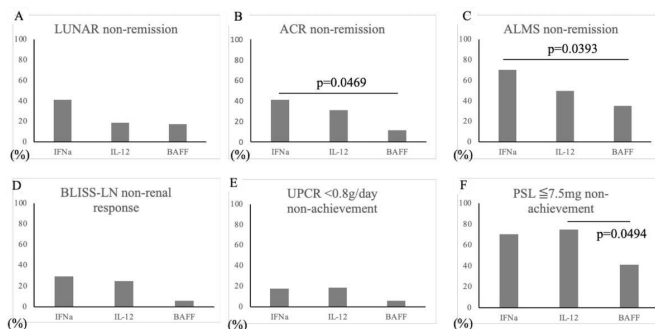 A
LUNAR non-remission
100
80
60
40
20
0
(%)
IFNa IL-12 BAFF
B
ACR non-remission
100
80
60
40
20
0
p=0.0469
IFNa IL-12 BAFF
C
ALMS non-remission
100
80
60
40
20
0
p=0.0393
IFNa IL-12 BAFF
D
BLISS-LN non-renal
response
100
80
60
40
20
0
(%)
IFNa IL-12 BAFF
E
UPCR <0.8g/day
non-achievement
100
80
60
40
20
0
(%)
IFNa IL-12 BAFF
F
PSL ≦7.5mg non-
achievement
100
80
60
40
20
0
p=0.0494
(%)
IFNa IL-12 BAFF